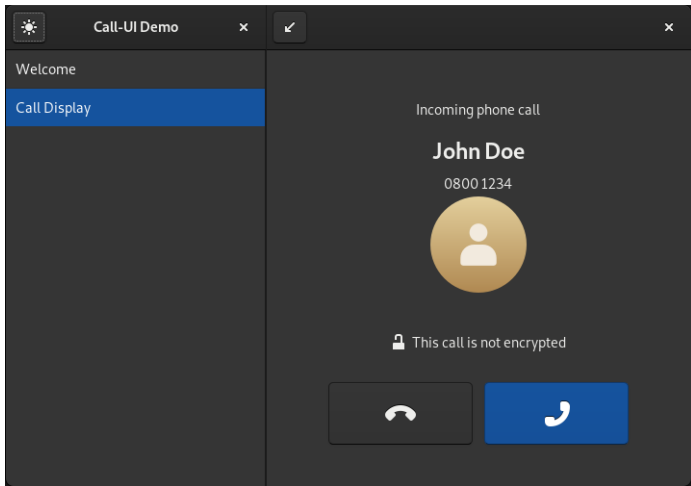 Call-UI Demo
Welcome
Call Display
Incoming phone call
John Doe
0800 1234
This call is not encrypted